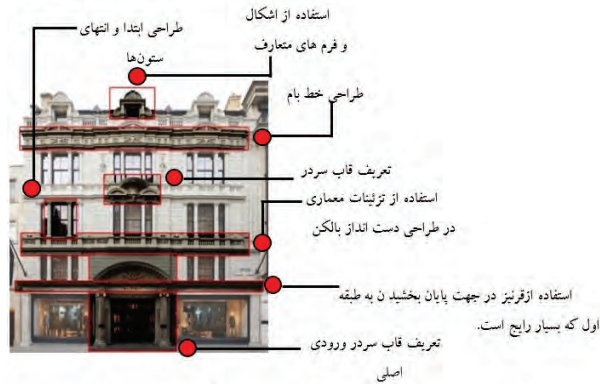 استفاده از اشکال
و فرم های متعارف
طراحی ابتدا و انتهای
ستون‌ها
طراحی خط بام
تعریف قاب سردر
استفاده از تزئینات معماری
در طراحی دست انداز بالکن
استفاده ازقرنیز در جهت پایان بخشید ن به طبقه
اول که بسیار رایج است.
تعریف قاب سردر ورودی
اصلی